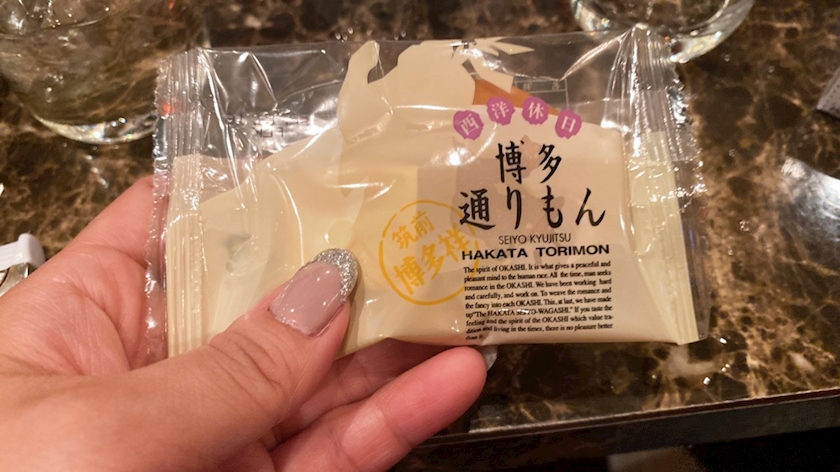 西洋休日
博多
通りもん
SEIYO KYUJITSU
HAKATA TORIMON
筑前
博多祥
The spirit of OKASHI. It is what gives a peaceful and
pleasant mind to the human race. All the time, man seeks
romance in the OKASHI. We have been working hard
and carefully, and work on. To weave the romance and
the fancy into each OKASHI. This, at last, we have made
up"The HAKATA SEIYO-WAGASHI." If you taste the
feeling and the spirit of the OKASHI which value tra-
dition and living in the times, there is no pleasure better
than it.